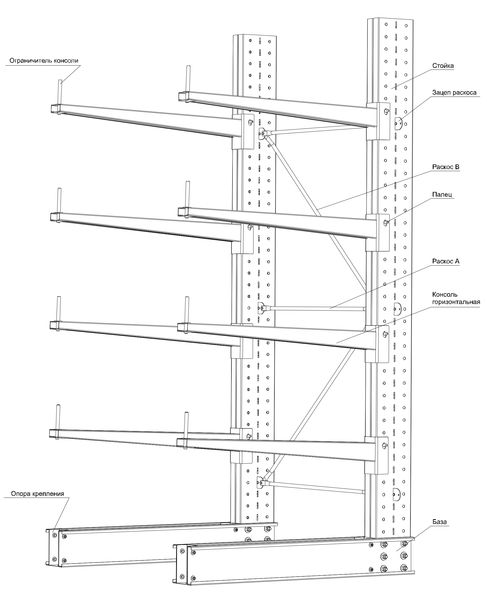 Ограничитель консоли
Стойка
Зацеп раскоса
Раскос В
Палец
Раскос А
Консоль
горизонтальная
Опора крепления
База